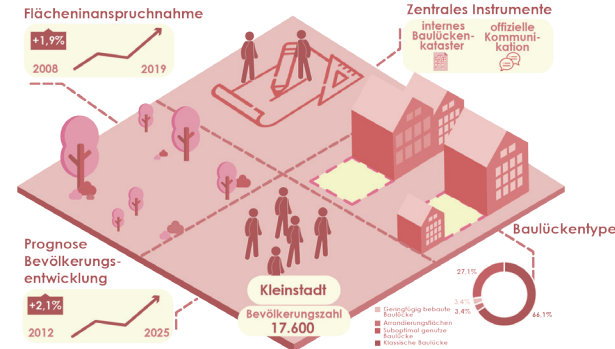 Flächeninanspruchnahme
+1,9%
2008
2019
Zentrales Instrumente
internes
Baulücken-
kataster
offizielle
Kommuni-
kation
Prognose
Bevölkerungs-
entwicklung
+2,1%
2012
2025
Kleinstadt
Bevölkerungszahl
17.600
Baulückentype
27.1%
3.4%
3.4%
66.1%
Geringfügig bebaute
Baulücke
Arrondierungsflächen
Suboptimal genutze
Baulücke
Klassische Baulücke